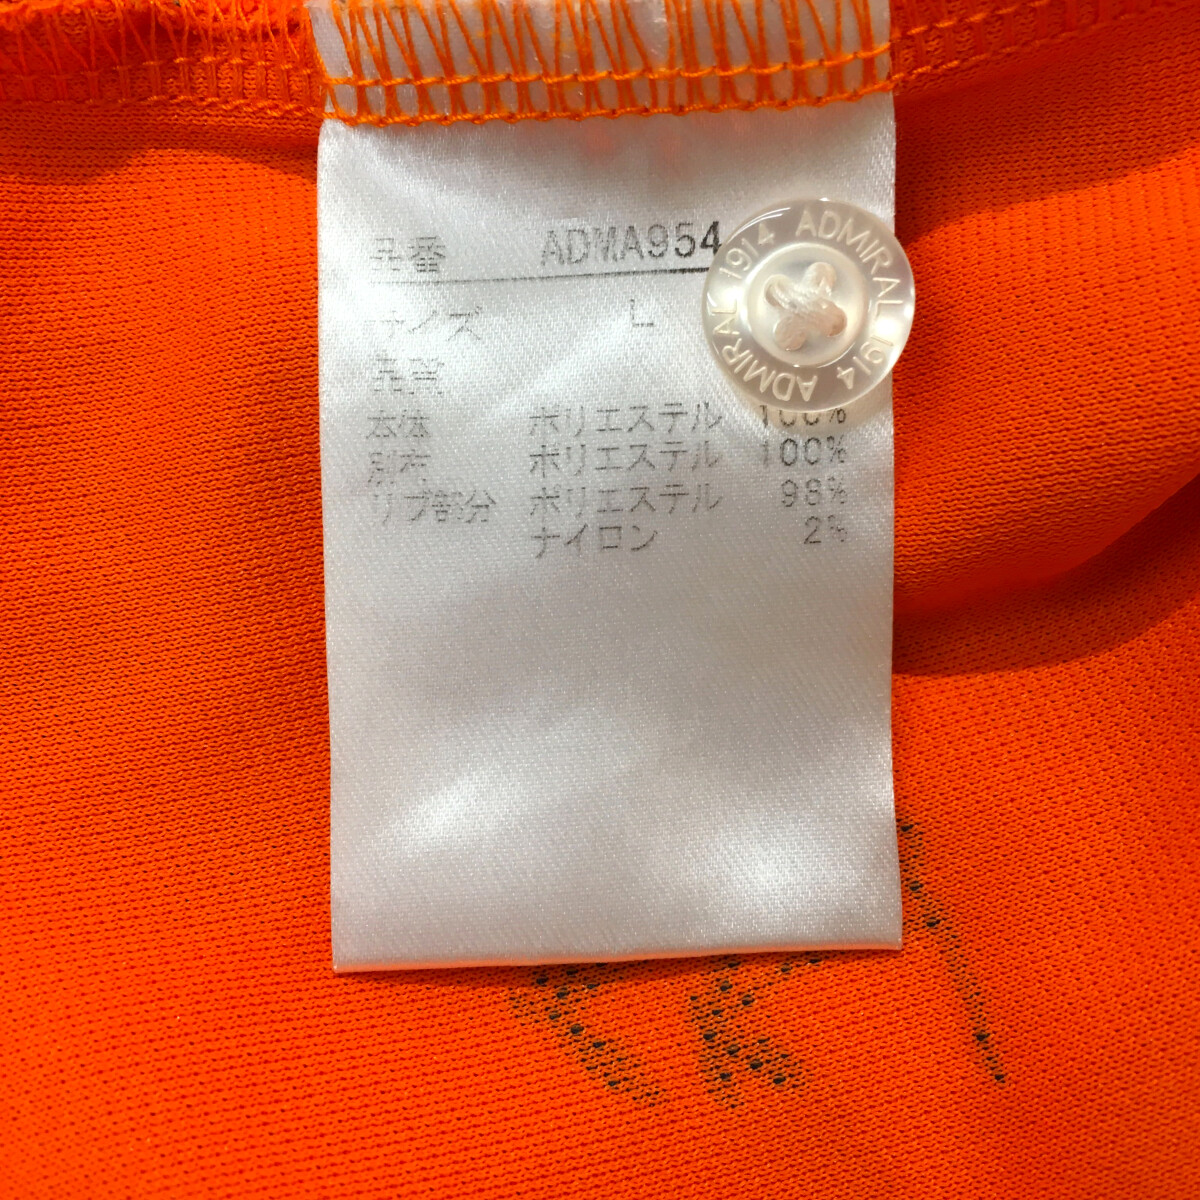 品番 ADMA954
サイズ L
品質
本体 ポリエステル 100%
別布 ポリエステル 100%
リブ部分 ポリエステル 98%
ナイロン 2%
ADMIRAL 1914 ADMIRAL 1914